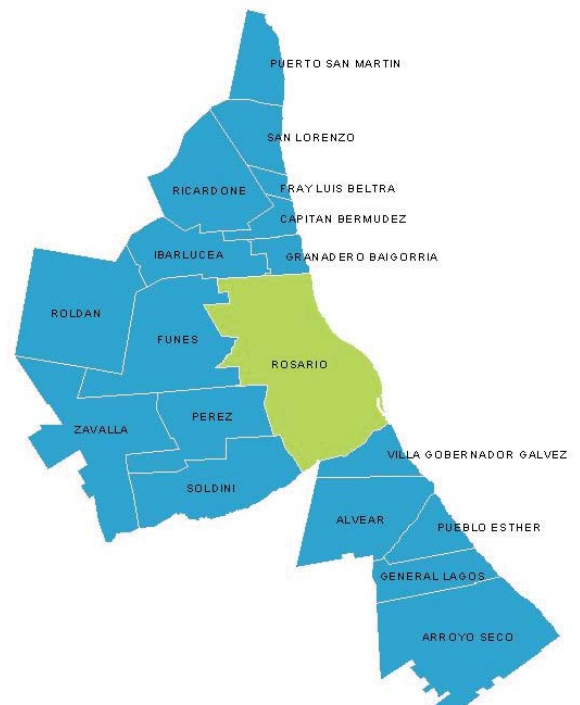 PUERTO SAN MARTIN
SAN LORENZO
RICARDONE
FRAY LUIS BELTRA
CAPITAN BERMUDEZ
IBARLUCEA
GRANADERO BAIGORRIA
ROLDAN
FUNES
ROSARIO
ZAVALLA
PEREZ
VILLA GOBERNADOR GALVEZ
SOLDINI
ALVEAR
PUEBLO ESTHER
GENERAL LAGOS
ARROYO SECO